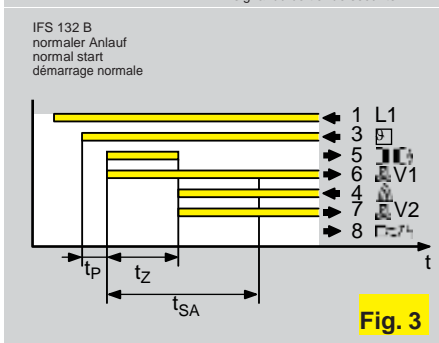 IFS 132 B
normaler Anlauf
normal start
démarrage normale
1 L1
3
5
6 V1
4
7 V2
8
t
tP
tZ
tSA
Fig. 3